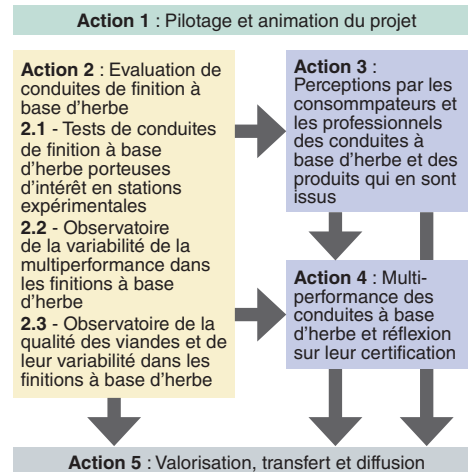 Action 1 : Pilotage et animation du projet
Action 2 : Evaluation de
conduites de finition à
base d'herbe
2.1 - Tests de conduites
de finition à base
d'herbe porteuses
d'intérêt en stations
expérimentales
2.2 - Observatoire
de la variabilité de la
multiperformance dans
les finitions à base
d'herbe
2.3 - Observatoire de la
qualité des viandes et de
leur variabilité dans les
finitions à base d'herbe
Action 3 :
Perceptions par les
consommpateurs et
les professionnels
des conduites à
base d'herbe et des
produits qui en sont
issus
Action 4 : Multi-
performance des
conduites à base
d'herbe et réflexion
sur leur certification
Action 5 : Valorisation, transfert et diffusion